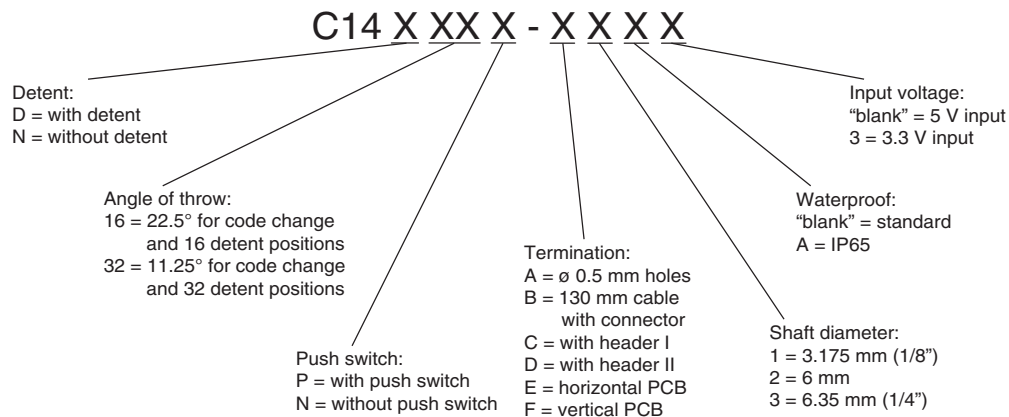 C14 X XX X - X X X X
Detent:
D = with detent
N = without detent
Angle of throw:
16 = 22.5° for code change
and 16 detent positions
32 = 11.25° for code change
and 32 detent positions
Push switch:
P = with push switch
N = without push switch
Termination:
A = ø 0.5 mm holes
B = 130 mm cable
with connector
C = with header I
D = with header II
E = horizontal PCB
F = vertical PCB
Shaft diameter:
1 = 3.175 mm (1/8”)
2 = 6 mm
3 = 6.35 mm (1/4”)
Waterproof:
“blank” = standard
A = IP65
Input voltage:
“blank” = 5 V input
3 = 3.3 V input